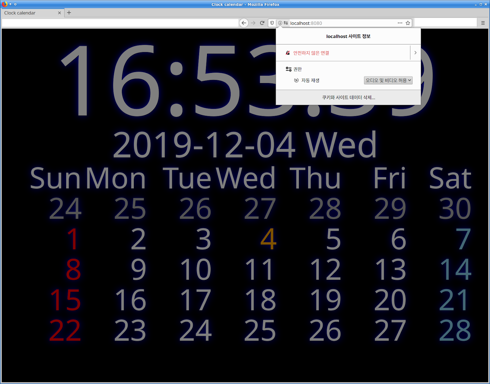 Clock calendar - Mozilla Firefox
Clock calendar
localhost:8080
localhost 사이트 정보
안전하지 않은 연결
권한
자동 재생
오디오 및 비디오 허용
쿠키와 사이트 데이터 삭제...
16:53:
2019-12-04 Wed
Sun Mon Tue Wed Thu Fri Sat
24 25 26 27 28 29 30
1 2 3 4 5 6 7
8 9 10 11 12 13 14
15 16 17 18 19 20 21
22 23 24 25 26 27 28